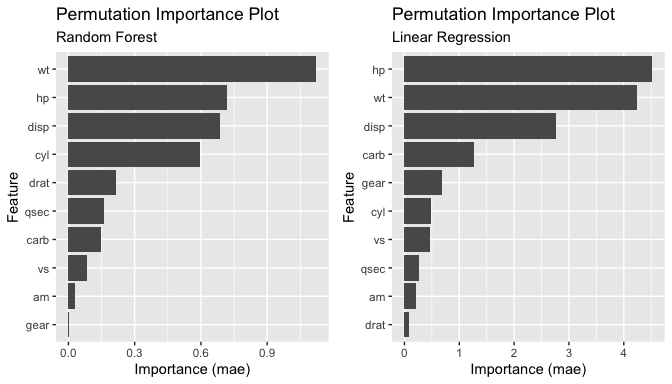 Permutation Importance Plot
Random Forest
Feature
wt
hp
disp
cyl
drat
qsec
carb
vs
am
gear
0.0 0.3 0.6 0.9
Importance (mae)
Permutation Importance Plot
Linear Regression
Feature
hp
wt
disp
carb
gear
cyl
vs
qsec
am
drat
0 1 2 3 4
Importance (mae)